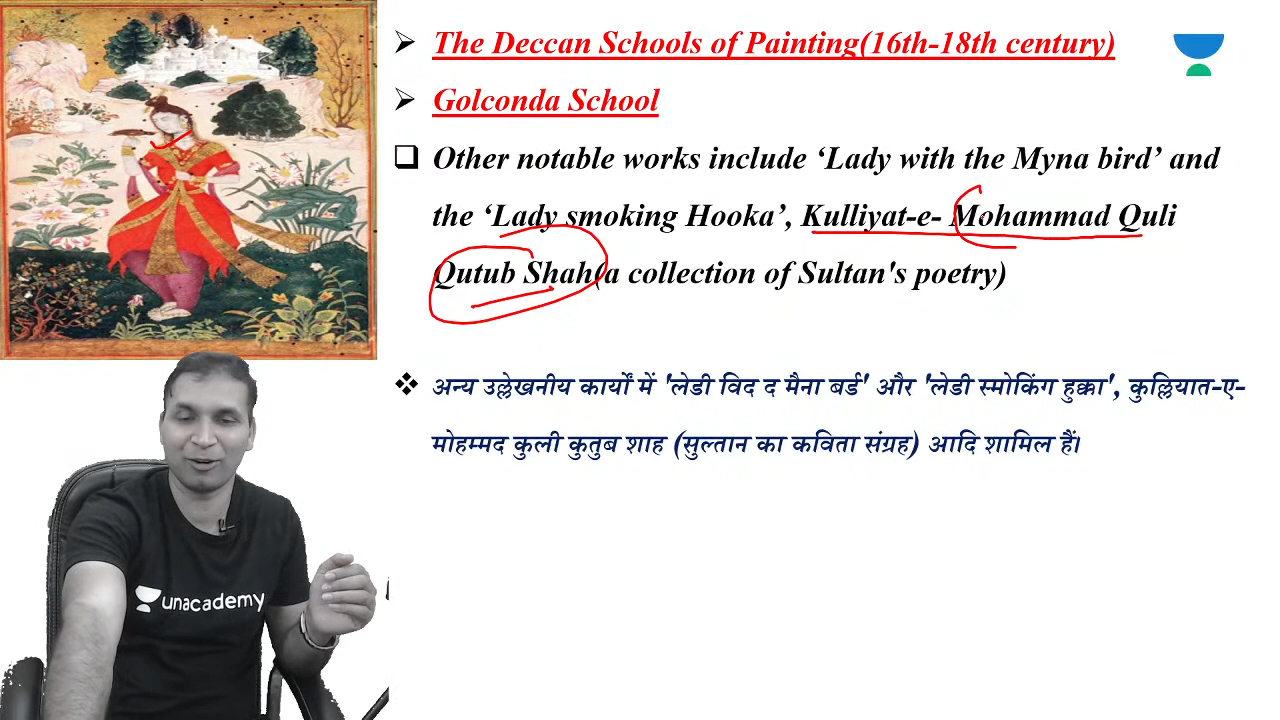 The Deccan Schools of Painting(16th-18th century)
Golconda School
Other notable works include ‘Lady with the Myna bird’ and
the ‘Lady smoking Hooka’, Kulliyat-e- Mohammad Quli
Qutub Shah(a collection of Sultan's poetry)
अन्य उल्लेखनीय कार्यों में 'लेडी विद द मैना बर्ड' और 'लेडी स्मोकिंग हुक्का', कुल्लियात-ए-
मोहम्मद कुली कुतुब शाह (सुल्तान का कविता संग्रह) आदि शामिल हैं।
unacademy